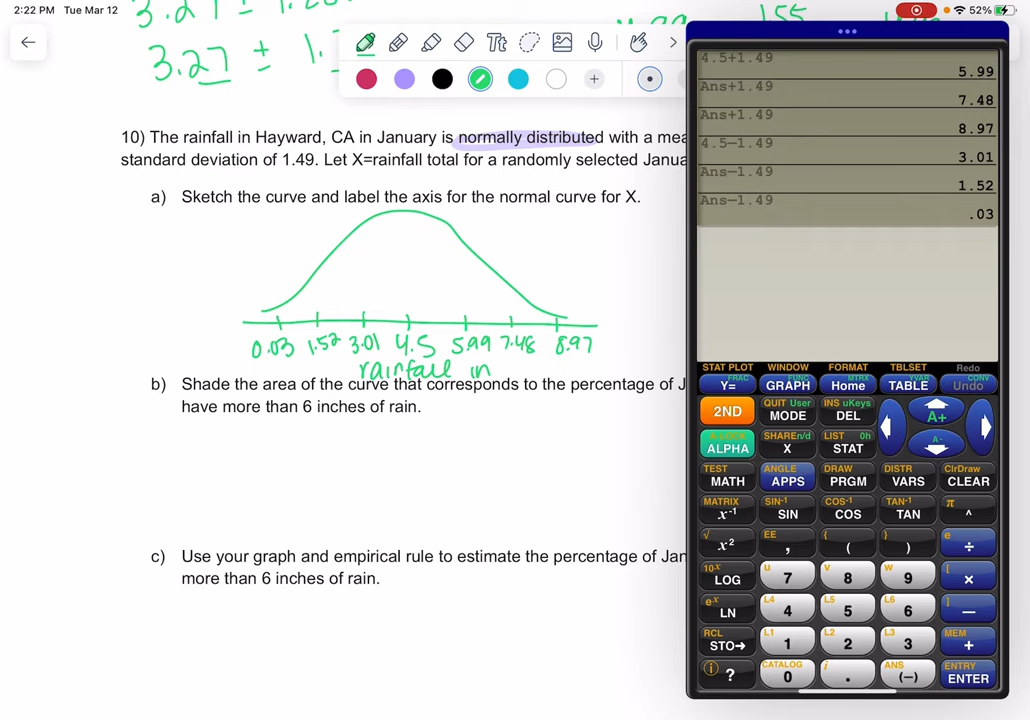 2:22 PM Tue Mar 12
52%
3.27 ±
155
3.27 ± 1.
Tt
10) The rainfall in Hayward, CA in January is normally distributed with a mea
standard deviation of 1.49. Let X=rainfall total for a randomly selected Janua
a) Sketch the curve and label the axis for the normal curve for X.
0.03 1.52 3.01 4.5 5.99 7.48 8.97
rainfall in
b) Shade the area of the curve that corresponds to the percentage of J
have more than 6 inches of rain.
c) Use your graph and empirical rule to estimate the percentage of Jan
more than 6 inches of rain.
4.5+1.49
5.99
Ans+1.49
7.48
Ans+1.49
8.97
4.5−1.49
3.01
Ans−1.49
1.52
Ans−1.49
.03
STAT PLOT WINDOW FORMAT TBLSET Redo
Y= GRAPH Home TABLE Undo
QUIT User INS uKeys
2ND MODE DEL A+
SHARE n/d LIST 0h A-
ALPHA X STAT
TEST ANGLE DRAW DISTR ClrDraw
MATH APPS PRGM VARS CLEAR
MATRIX SIN-1 COS-1 TAN-1 π
x-1 SIN COS TAN ^
√ EE { } e
x2 , ( ) ÷
10x u v w [
LOG 7 8 9 ×
ex L4 L5 L6 ]
LN 4 5 6 −
RCL L1 L2 L3 MEM
STO→ 1 2 3 +
CATALOG i ANS ENTRY
? 0 . (−) ENTER